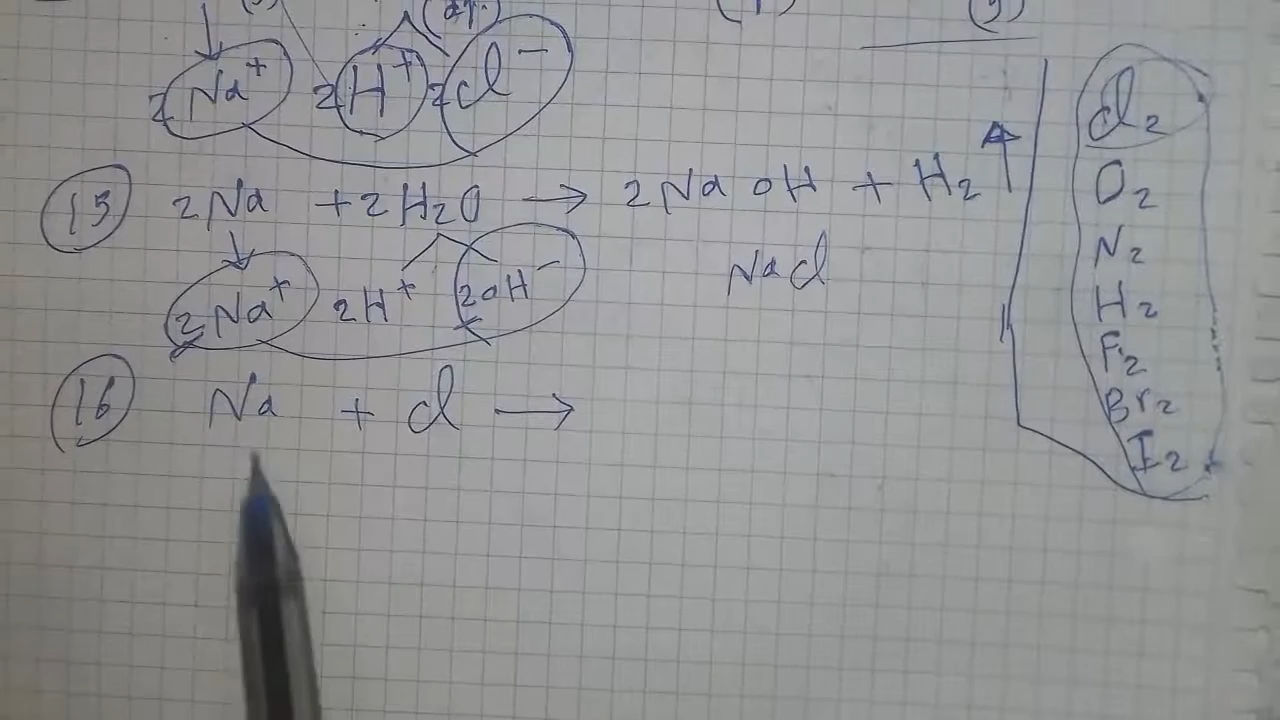 (aq.)
(g)
2Na⁺ 2H⁺ 2Cl⁻
(15) 2Na + 2H₂O → 2NaOH + H₂↑
2Na⁺ 2H⁺ 2OH⁻
NaCl
(16) Na + Cl →
Cl₂
O₂
N₂
H₂
F₂
Br₂
I₂